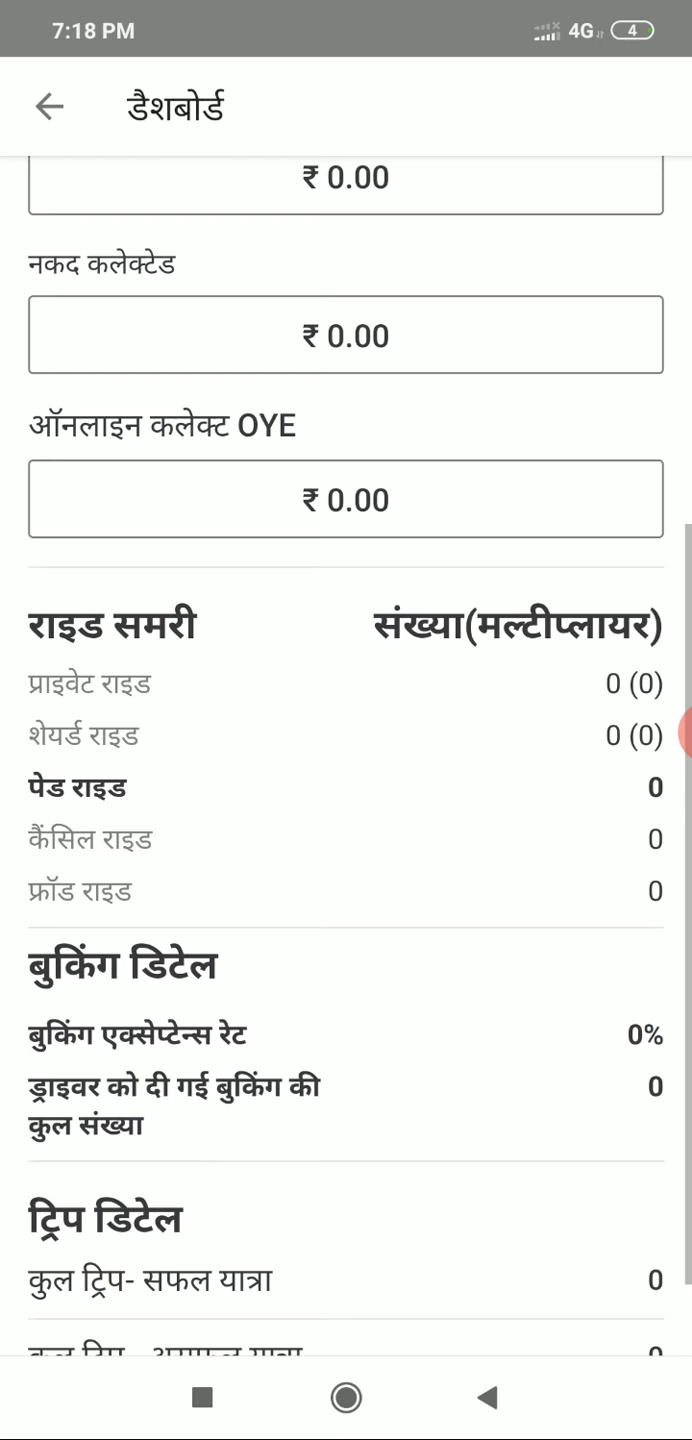 7:18 PM
4G 4
डैशबोर्ड
₹ 0.00
नकद कलेक्टेड
₹ 0.00
ऑनलाइन कलेक्ट OYE
₹ 0.00
राइड समरी संख्या(मल्टीप्लायर)
प्राइवेट राइड 0 (0)
शेयर्ड राइड 0 (0)
पेड राइड 0
कैंसिल राइड 0
फ्रॉड राइड 0
बुकिंग डिटेल
बुकिंग एक्सेप्टेन्स रेट 0%
ड्राइवर को दी गई बुकिंग की 0
कुल संख्या
ट्रिप डिटेल
कुल ट्रिप- सफल यात्रा 0